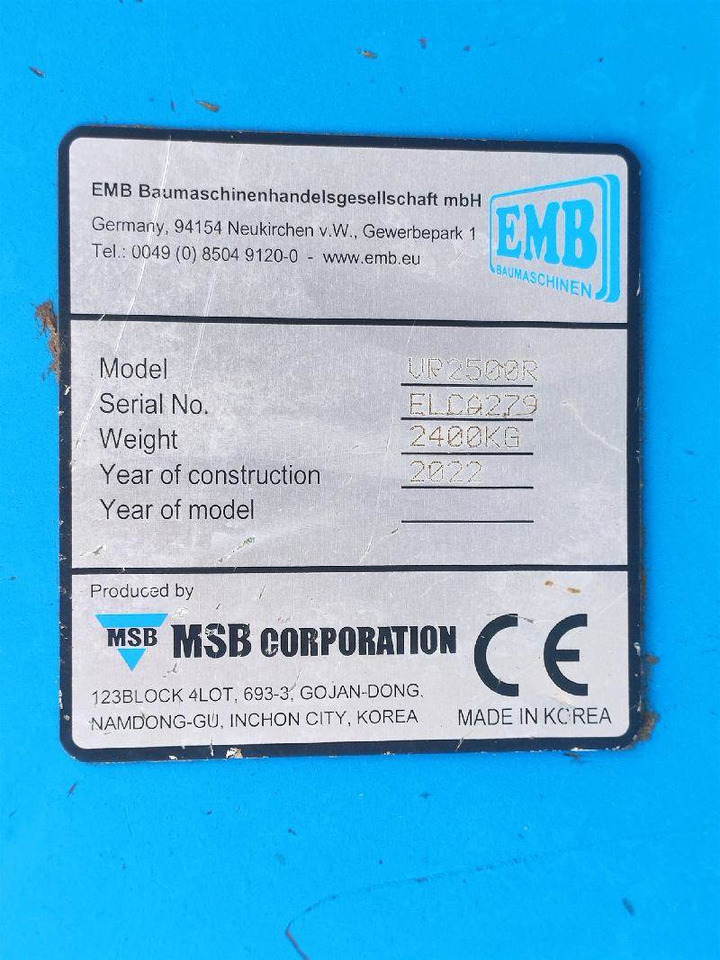 EMB Baumaschinenhandelsgesellschaft mbH
Germany, 94154 Neukirchen v.W., Gewerbepark 1
Tel.: 0049 (0) 8504 9120-0 - www.emb.eu
EMB
BAUMASCHINEN
Model VR2500R
Serial No. ELCA279
Weight 2400KG
Year of construction 2022
Year of model
Produced by
MSB MSB CORPORATION CE
123BLOCK 4LOT, 693-3, GOJAN-DONG,
NAMDONG-GU, INCHON CITY, KOREA MADE IN KOREA